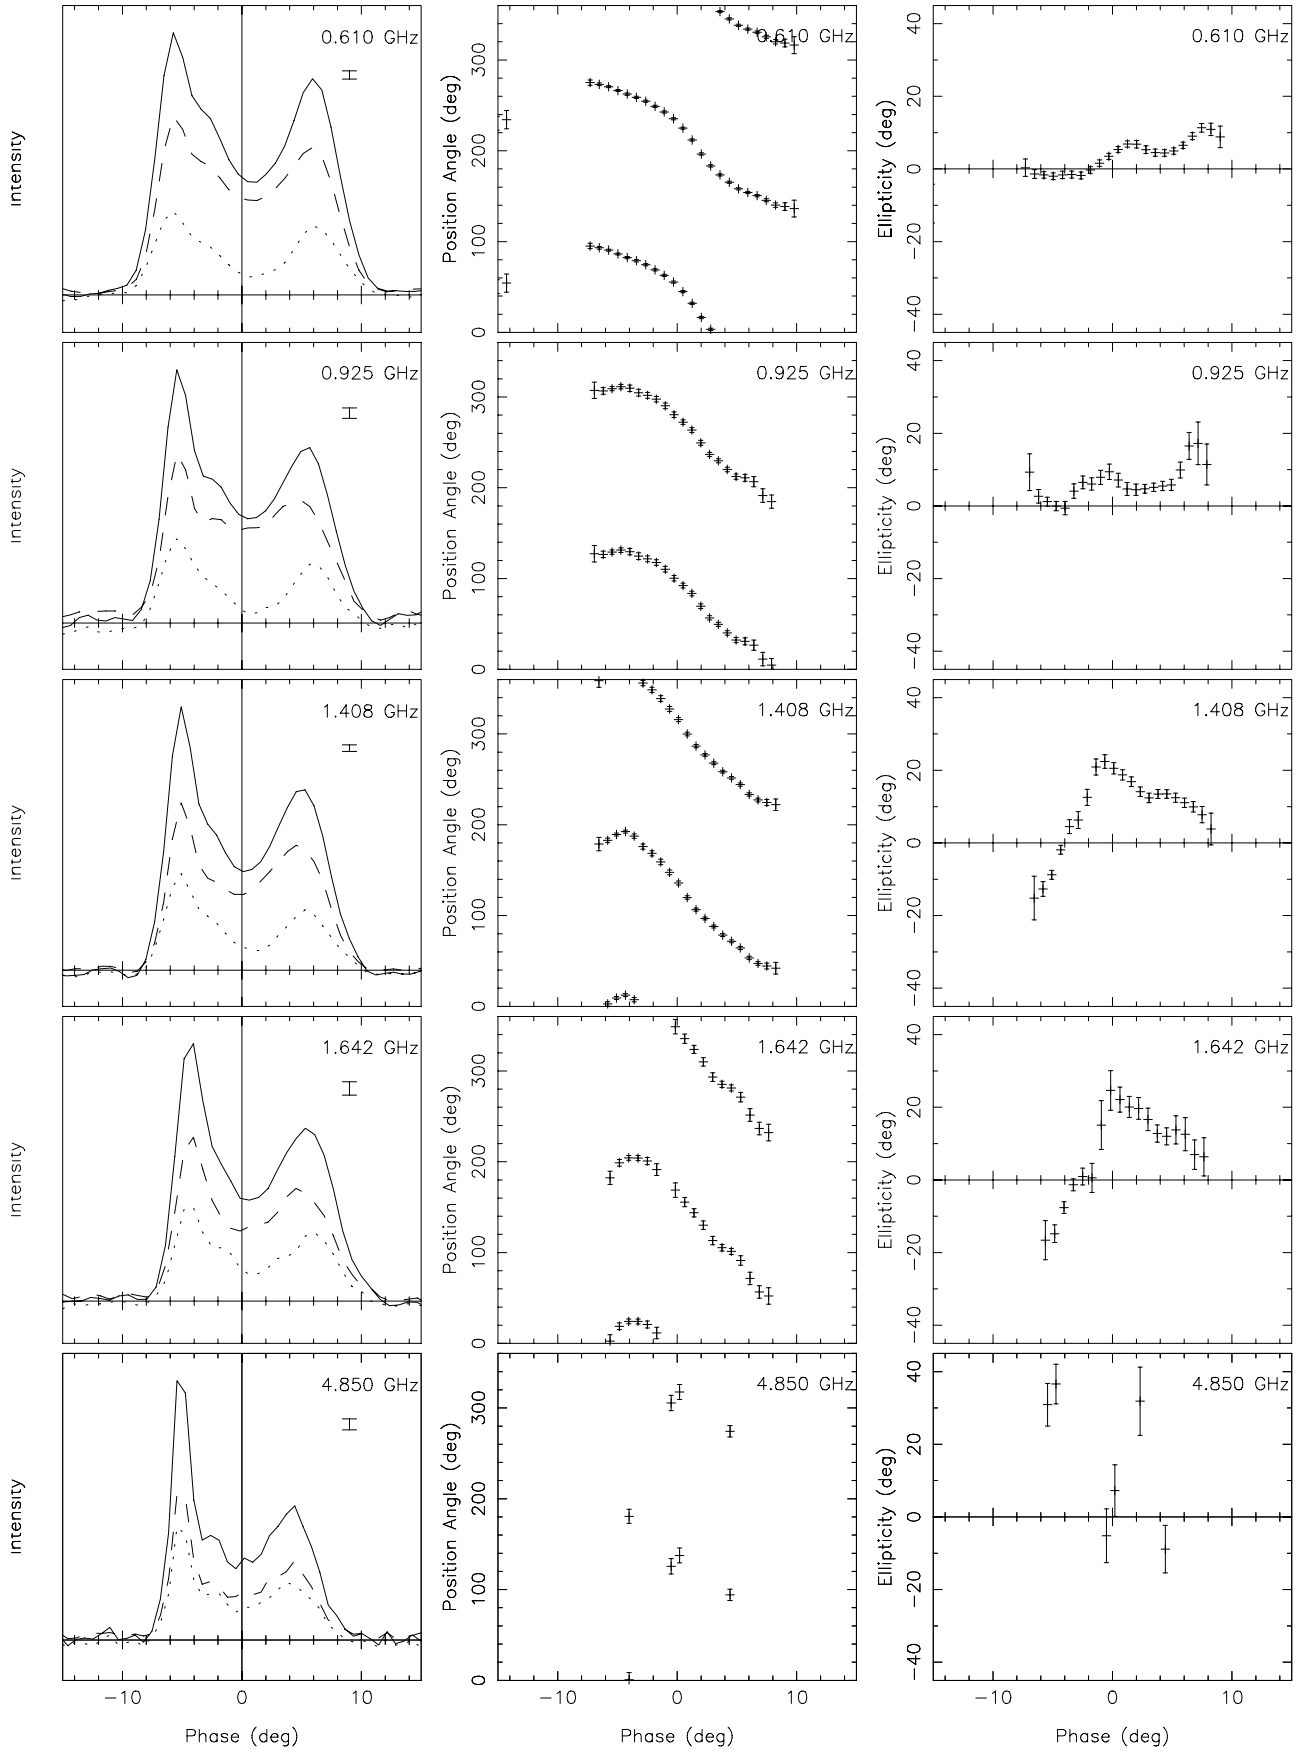 Intensity
0.610 GHz
Position Angle (deg)
0 100 200 300
0.610 GHz
Ellipticity (deg)
−40 −20 0 20 40
0.610 GHz
Intensity
0.925 GHz
Position Angle (deg)
0 100 200 300
0.925 GHz
Ellipticity (deg)
−40 −20 0 20 40
0.925 GHz
Intensity
1.408 GHz
Position Angle (deg)
0 100 200 300
1.408 GHz
Ellipticity (deg)
−40 −20 0 20 40
1.408 GHz
Intensity
1.642 GHz
Position Angle (deg)
0 100 200 300
1.642 GHz
Ellipticity (deg)
−40 −20 0 20 40
1.642 GHz
Intensity
4.850 GHz
Position Angle (deg)
0 100 200 300
4.850 GHz
Ellipticity (deg)
−40 −20 0 20 40
4.850 GHz
−10 0 10
−10 0 10
−10 0 10
Phase (deg)
Phase (deg)
Phase (deg)